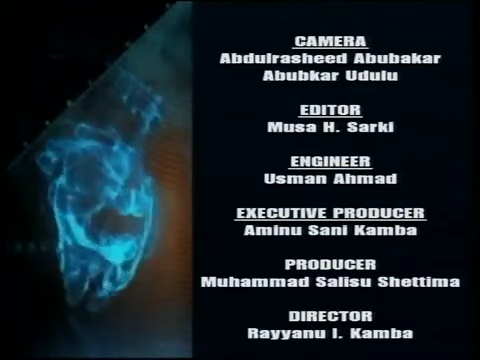 CAMERA
Abdulrasheed Abubakar
Abubkar Udulu
EDITOR
Musa H. Sarki
ENGINEER
Usman Ahmad
EXECUTIVE PRODUCER
Aminu Sani Kamba
PRODUCER
Muhammad Salisu Shettima
DIRECTOR
Rayyanu I. Kamba